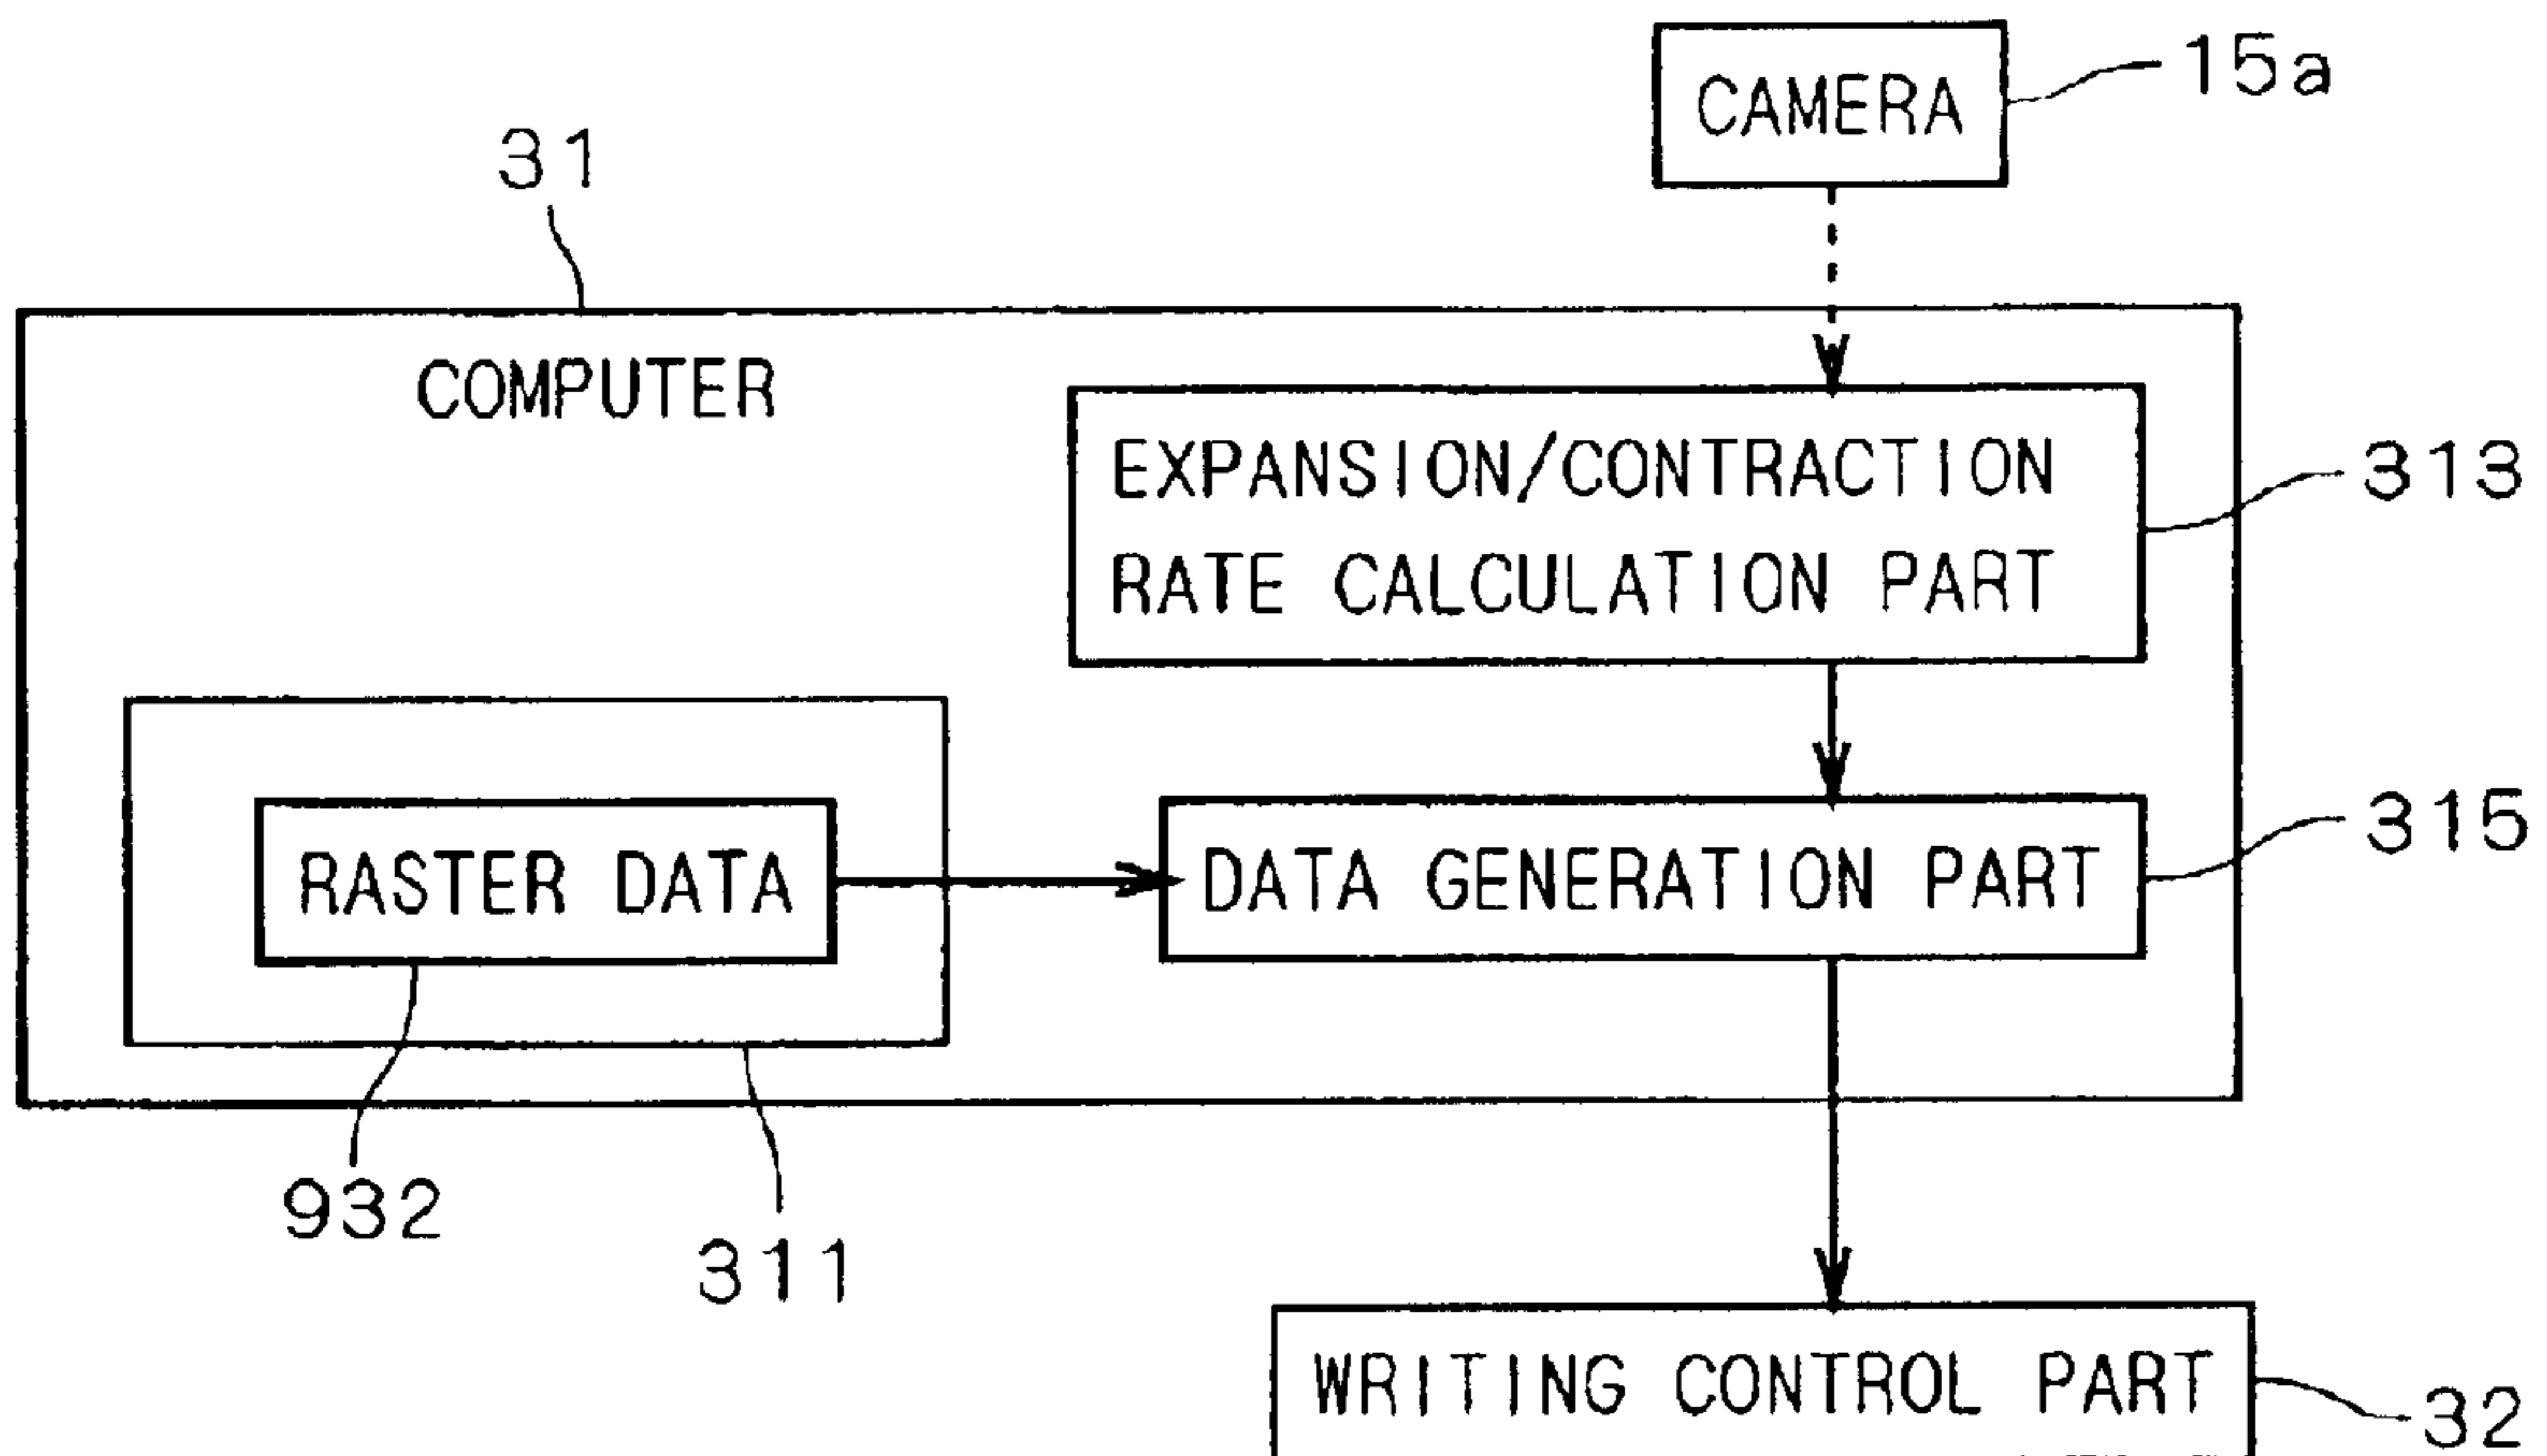 CAMERA
15a
31
COMPUTER
EXPANSION/CONTRACTION
RATE CALCULATION PART
313
RASTER DATA
DATA GENERATION PART
315
932
311
WRITING CONTROL PART
32